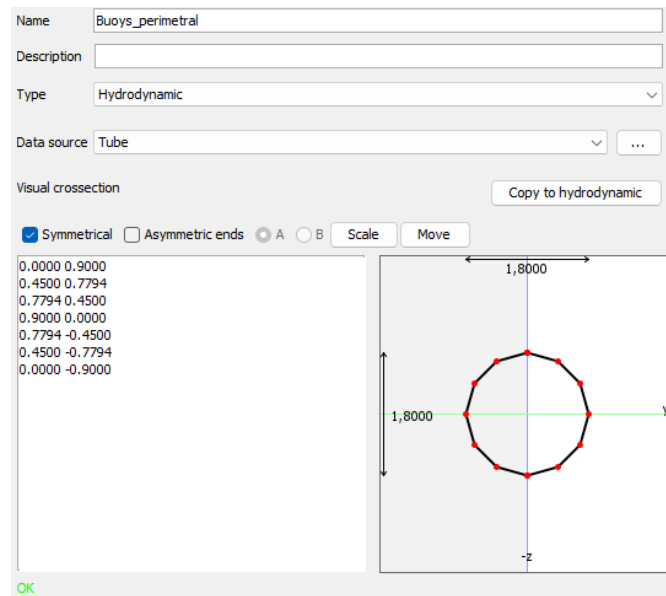 Name Buoys_perimetral
Description
Type Hydrodynamic
Data source Tube ...
Visual crossection Copy to hydrodynamic
Symmetrical Asymmetric ends A B Scale Move
0.0000 0.9000
0.4500 0.7794
0.7794 0.4500
0.9000 0.0000
0.7794 -0.4500
0.4500 -0.7794
0.0000 -0.9000
1,8000
1,8000
y
-z
OK